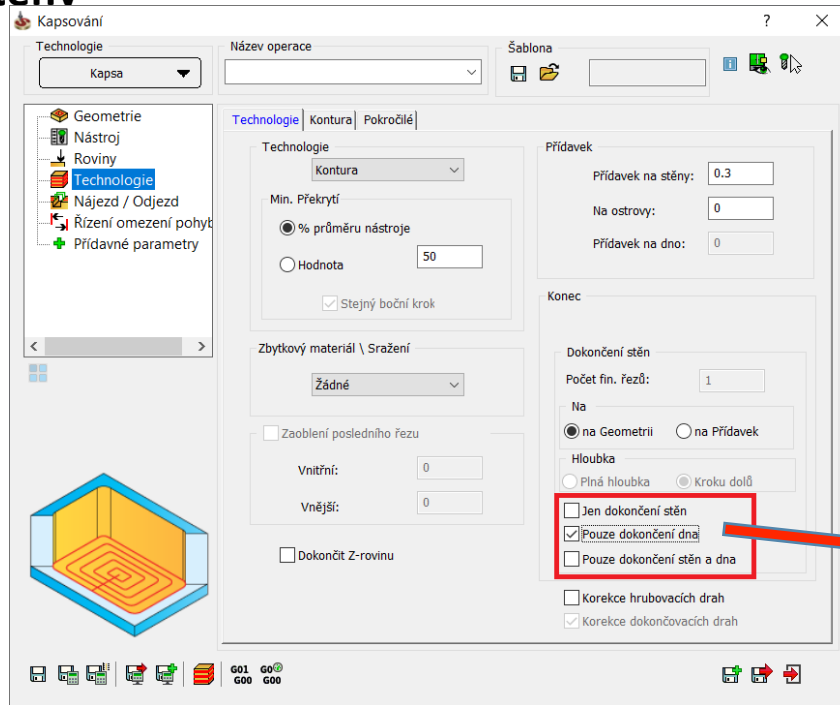 Kapsování
?
Technologie
Kapsa
Název operace
Šablona
Geometrie
Nástroj
Roviny
Technologie
Nájezd / Odjezd
Řízení omezení pohyb
Přídavné parametry
Technologie Kontura Pokročilé
Technologie
Kontura
Min. Překrytí
% průměru nástroje
Hodnota
50
Stejný boční krok
Zbytkový materiál \ Sražení
Žádné
Zaoblení posledního řezu
Vnitřní: 0
Vnější: 0
Dokončit Z-rovinu
Přídavek
Přídavek na stěny: 0.3
Na ostrovy: 0
Přídavek na dno: 0
Konec
Dokončení stěn
Počet fin. řezů: 1
Na
na Geometrii na Přídavek
Hloubka
Plná hloubka Kroku dolů
Jen dokončení stěn
Pouze dokončení dna
Pouze dokončení stěn a dna
Korekce hrubovacích drah
Korekce dokončovacích drah
G01 G0
G00 G00